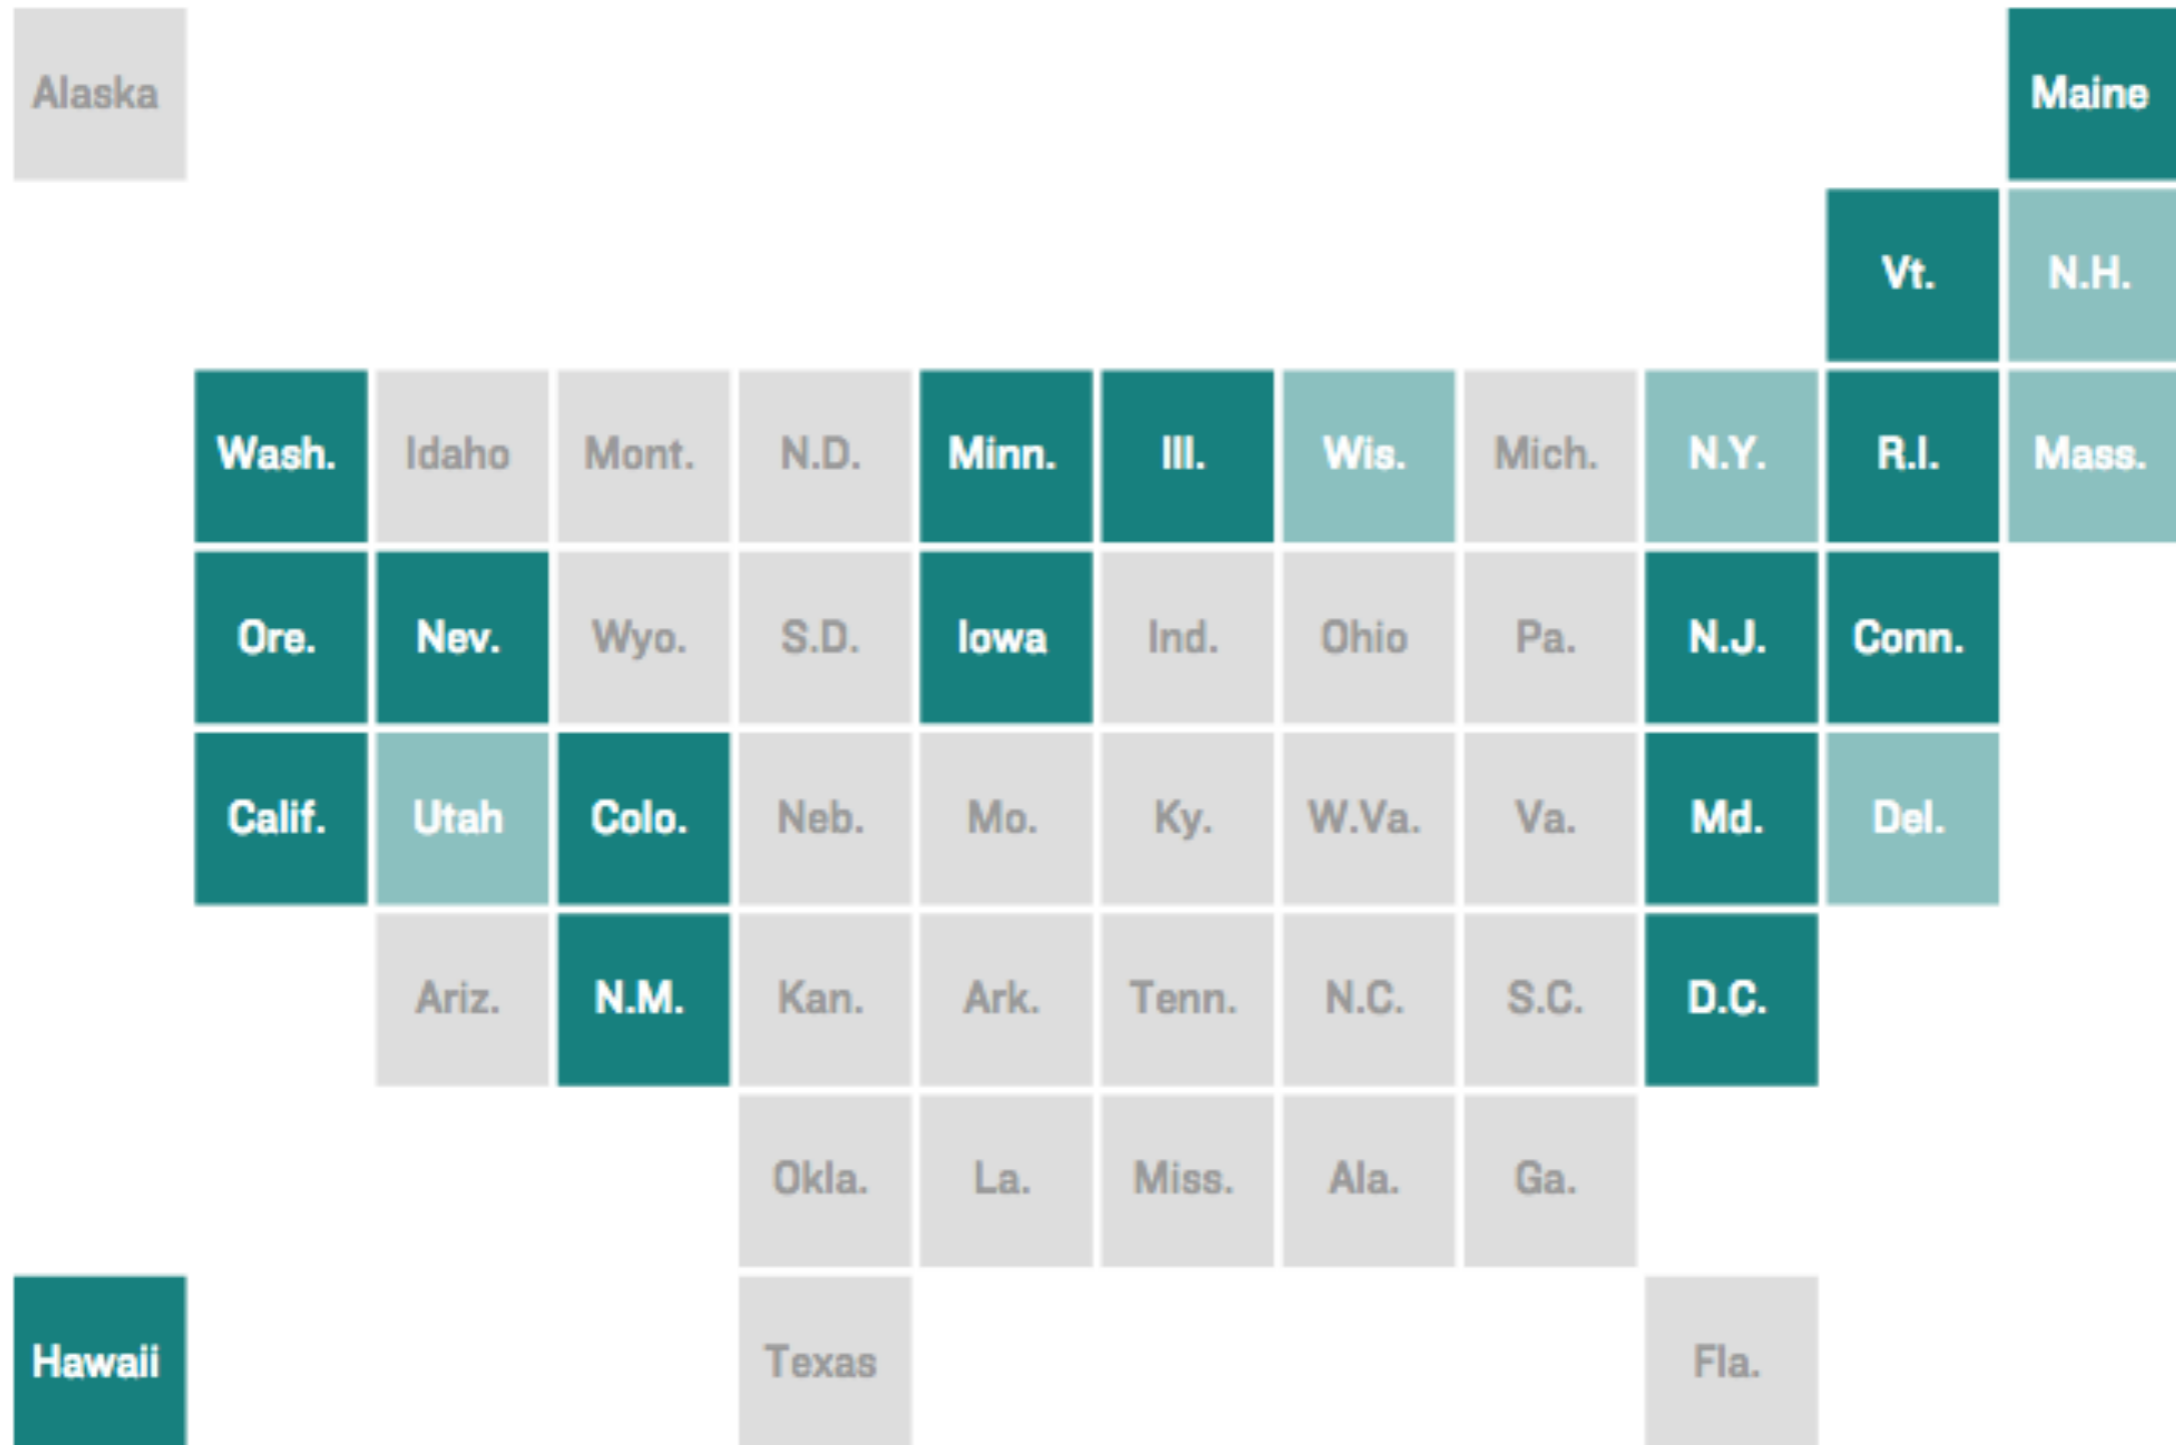 Alaska Maine
Vt. N.H.
Wash. Idaho Mont. N.D. Minn. Ill. Wis. Mich. N.Y. R.I. Mass.
Ore. Nev. Wyo. S.D. Iowa Ind. Ohio Pa. N.J. Conn.
Calif. Utah Colo. Neb. Mo. Ky. W.Va. Va. Md. Del.
Ariz. N.M. Kan. Ark. Tenn. N.C. S.C. D.C.
Okla. La. Miss. Ala. Ga.
Hawaii Texas Fla.